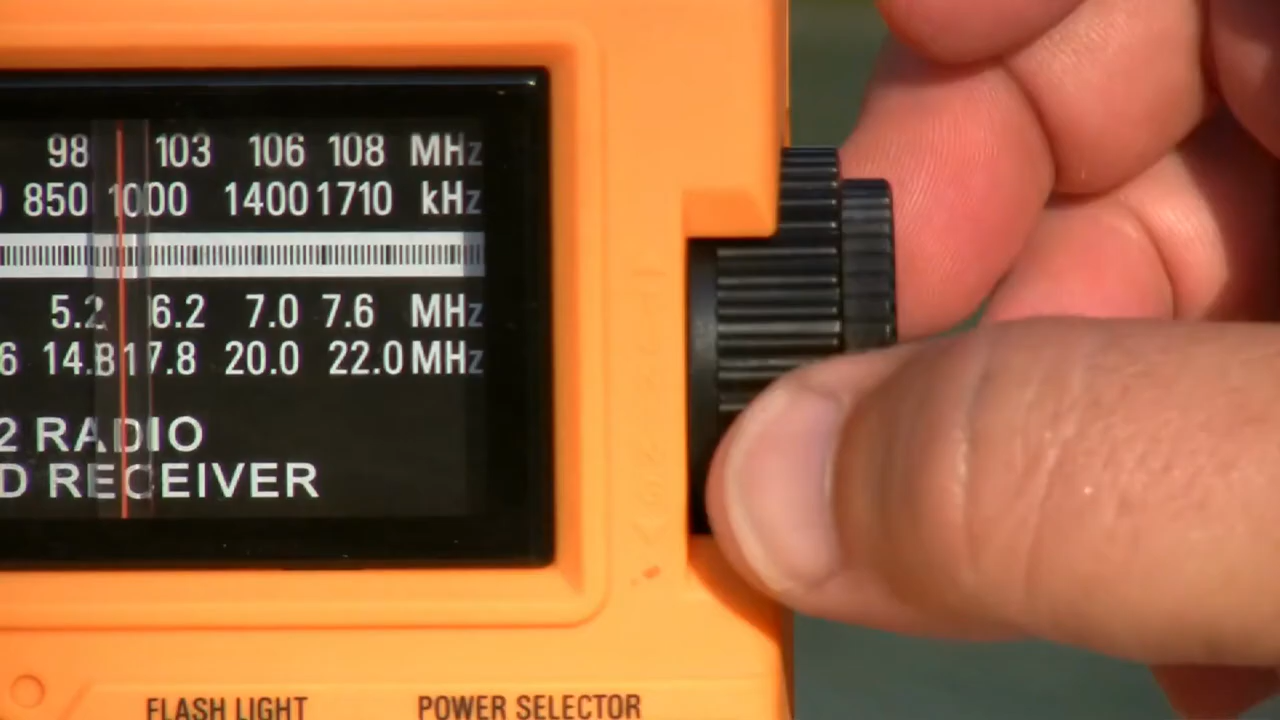 98 103 106 108 MHz
850 1000 1400 1710 kHz
5.2 6.2 7.0 7.6 MHz
6 14.8 17.8 20.0 22.0 MHz
2 RADIO
D RECEIVER
FLASH LIGHT POWER SELECTOR